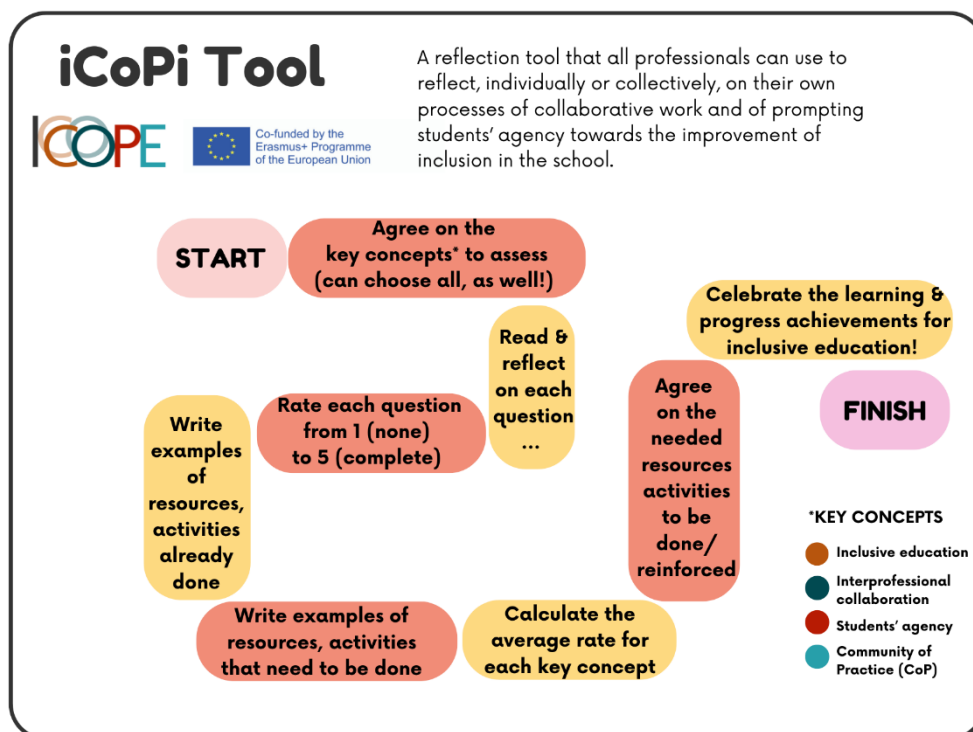 iCoPi Tool
A reflection tool that all professionals can use to
reflect, individually or collectively, on their own
processes of collaborative work and of prompting
students' agency towards the improvement of
inclusion in the school.
ICOPE
Co-funded by the
Erasmus+ Programme
of the European Union
START
Agree on the
key concepts* to assess
(can choose all, as well!)
Read &
reflect
on each
question
...
Rate each question
from 1 (none)
to 5 (complete)
Write
examples
of
resources,
activities
already
done
Write examples of
resources, activities
that need to be done
Calculate the
average rate for
each key concept
Agree
on the
needed
resources
activities
to be
done/
reinforced
Celebrate the learning &
progress achievements for
inclusive education!
FINISH
*KEY CONCEPTS
Inclusive education
Interprofessional
collaboration
Students' agency
Community of
Practice (CoP)